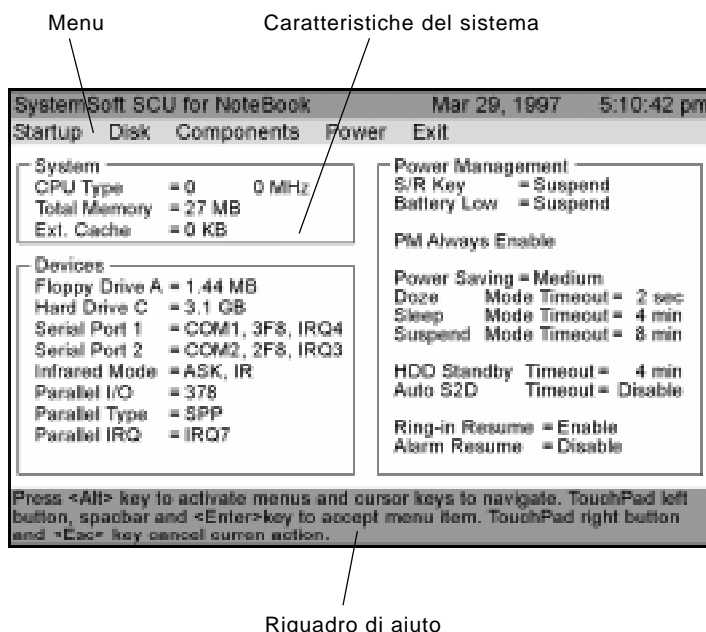 Menu Caratteristiche del sistema
SystemSoft SCU for NoteBook Mar 29, 1997 5:10:42 pm
Startup Disk Components Power Exit
System
CPU Type = 0 0 MHz
Total Memory = 27 MB
Ext. Cache = 0 KB
Devices
Floppy Drive A = 1.44 MB
Hard Drive C = 3.1 GB
Serial Port 1 = COM1, 3F8, IRQ4
Serial Port 2 = COM2, 2F8, IRQ3
Infrared Mode = ASK, IR
Parallel I/O = 378
Parallel Type = SPP
Parallel IRQ = IRQ7
Power Management
S/R Key = Suspend
Battery Low = Suspend
PM Always Enable
Power Saving = Medium
Doze Mode Timeout = 2 sec
Sleep Mode Timeout = 4 min
Suspend Mode Timeout = 8 min
HDD Standby Timeout = 4 min
Auto S2D Timeout = Disable
Ring-in Resume = Enable
Alarm Resume = Disable
Press <Alt> key to activate menus and cursor keys to navigate. TouchPad left
button, spacbar and <Enter>key to accept menu item. TouchPad right button
and <Esc> key cancel curren action.
Riquadro di aiuto